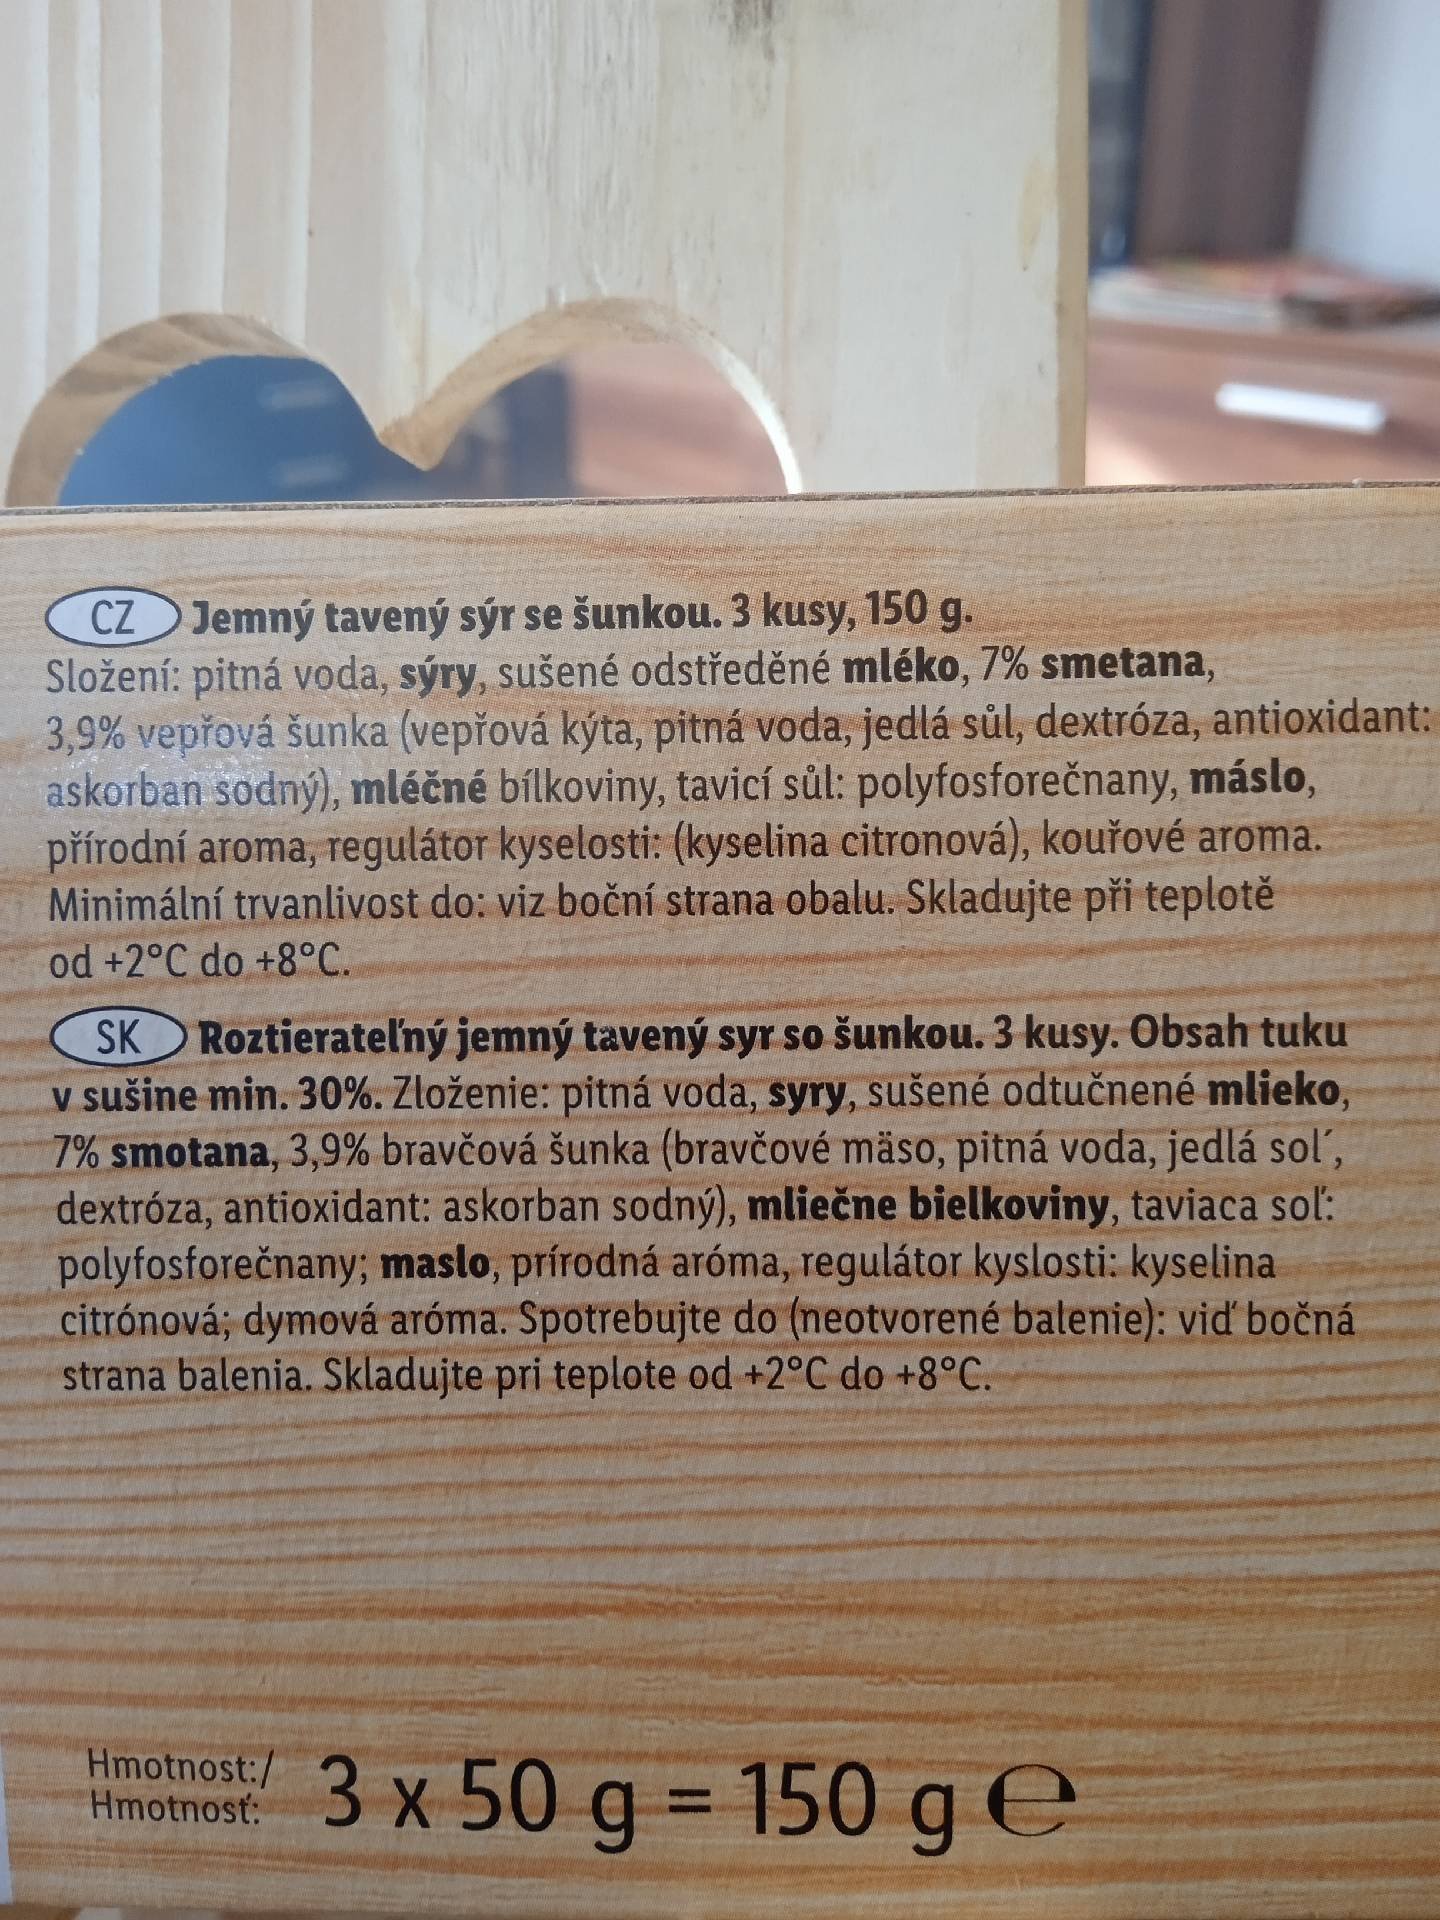 CZ Jemný tavený sýr se šunkou. 3 kusy, 150 g.
Složení: pitná voda, sýry, sušené odstředěné mléko, 7% smetana,
3,9% vepřová šunka (vepřová kýta, pitná voda, jedlá sůl, dextróza, antioxidant:
askorban sodný), mléčné bílkoviny, tavicí sůl: polyfosforečnany, máslo,
přírodní aroma, regulátor kyselosti: (kyselina citronová), kouřové aroma.
Minimální trvanlivost do: viz boční strana obalu. Skladujte při teplotě
od +2°C do +8°C.
SK Roztierateľný jemný tavený syr so šunkou. 3 kusy. Obsah tuku
v sušine min. 30%. Zloženie: pitná voda, syry, sušené odtučnené mlieko,
7% smotana, 3,9% bravčová šunka (bravčové mäso, pitná voda, jedlá sol´,
dextróza, antioxidant: askorban sodný), mliečne bielkoviny, taviaca soľ:
polyfosforečnany; maslo, prírodná aróma, regulátor kyslosti: kyselina
citrónová; dymová aróma. Spotrebujte do (neotvorené balenie): viď bočná
strana balenia. Skladujte pri teplote od +2°C do +8°C.
Hmotnost:/
Hmotnosť:
3 x 50 g = 150 g ℮